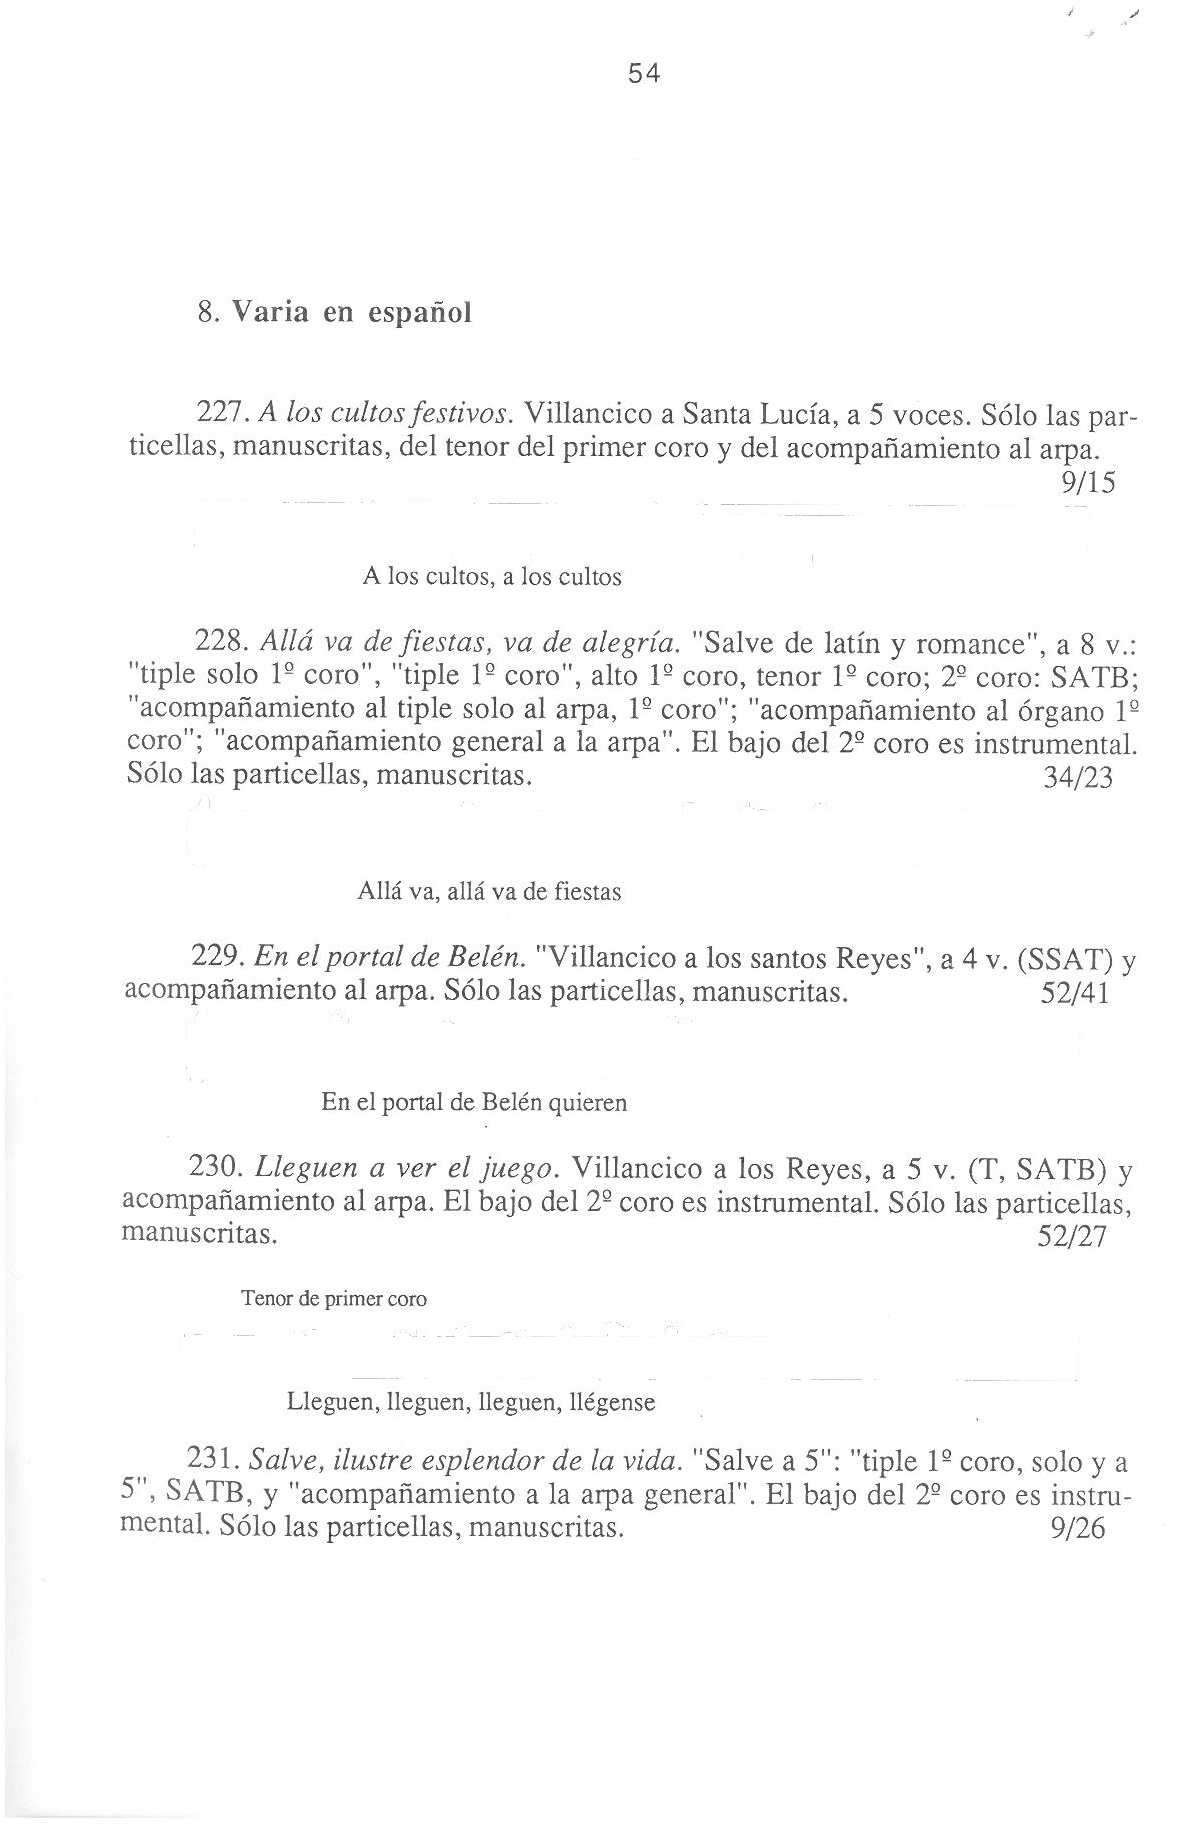 54
8. Varia en español
227. A los cultos festivos. Villancico a Santa Lucía, a 5 voces. Sólo las par-
ticellas, manuscritas, del tenor del primer coro y del acompañamiento al arpa.
9/15
A los cultos, a los cultos
228. Allá va de fiestas, va de alegría. "Salve de latín y romance", a 8 v.:
"tiple solo 1º coro", "tiple 1º coro", alto 1º coro, tenor 1º coro; 2º coro: SATB;
"acompañamiento al tiple solo al arpa, 1º coro"; "acompañamiento al órgano 1º
coro"; "acompañamiento general a la arpa". El bajo del 2º coro es instrumental.
Sólo las particellas, manuscritas. 34/23
Allá va, allá va de fiestas
229. En el portal de Belén. "Villancico a los santos Reyes", a 4 v. (SSAT) y
acompañamiento al arpa. Sólo las particellas, manuscritas. 52/41
En el portal de Belén quieren
230. Lleguen a ver el juego. Villancico a los Reyes, a 5 v. (T, SATB) y
acompañamiento al arpa. El bajo del 2º coro es instrumental. Sólo las particellas,
manuscritas. 52/27
Tenor de primer coro
Lleguen, lleguen, lleguen, llégense
231. Salve, ilustre esplendor de la vida. "Salve a 5": "tiple 1º coro, solo y a
5", SATB, y "acompañamiento a la arpa general". El bajo del 2º coro es instru-
mental. Sólo las particellas, manuscritas. 9/26